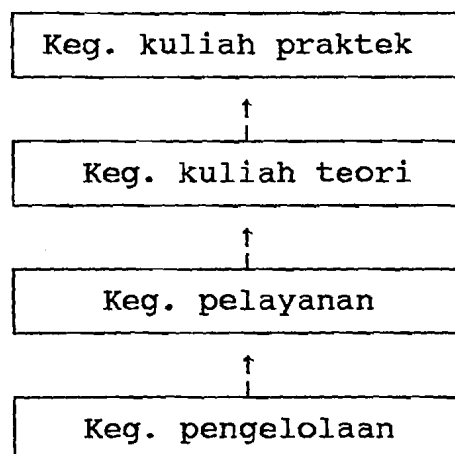 Keg. kuliah praktek
Keg. kuliah teori
Keg. pelayanan
Keg. pengelolaan